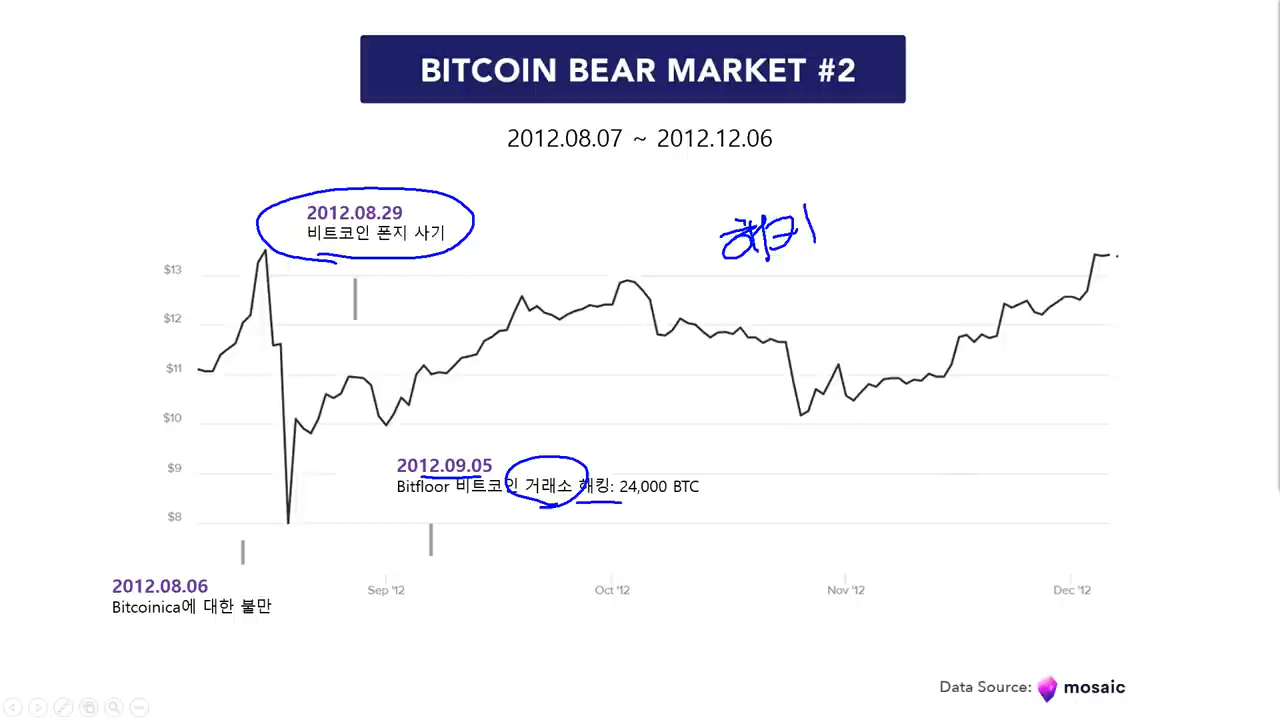 BITCOIN BEAR MARKET #2
2012.08.07 ~ 2012.12.06
2012.08.29
비트코인 폰지 사기
$13
$12
$11
$10
$9
$8
2012.09.05
Bitfloor 비트코인 거래소 해킹: 24,000 BTC
2012.08.06
Bitcoinica에 대한 불만
Sep '12
Oct '12
Nov '12
Dec '12
Data Source: mosaic